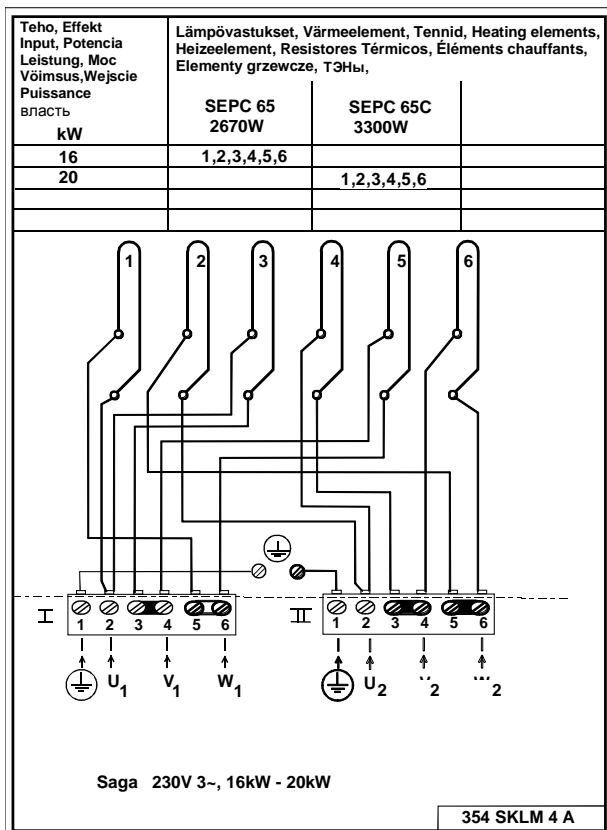 Teho, Effekt
Input, Potencia
Leistung, Moc
Vöimsus,Wejscie
Puissance
власть
kW
Lämpövastukset, Värmeelement, Tennid, Heating elements,
Heizeelement, Resistores Térmicos, Éléments chauffants,
Elementy grzewcze, ТЭНы,
SEPC 65
2670W
SEPC 65C
3300W
16
1,2,3,4,5,6
20
1,2,3,4,5,6
1 2 3 4 5 6
I
1 2 3 4 5 6
II
1 2 3 4 5 6
U1 V1 W1
U2
2
2
Saga 230V 3~, 16kW - 20kW
354 SKLM 4 A